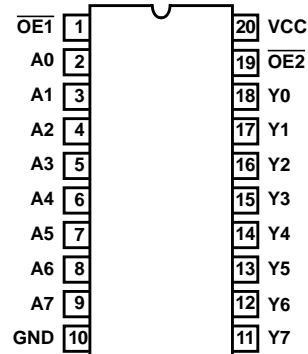 O̅E̅1̅ 1 20 VCC
A0 2 19 O̅E̅2̅
A1 3 18 Y0
A2 4 17 Y1
A3 5 16 Y2
A4 6 15 Y3
A5 7 14 Y4
A6 8 13 Y5
A7 9 12 Y6
GND 10 11 Y7